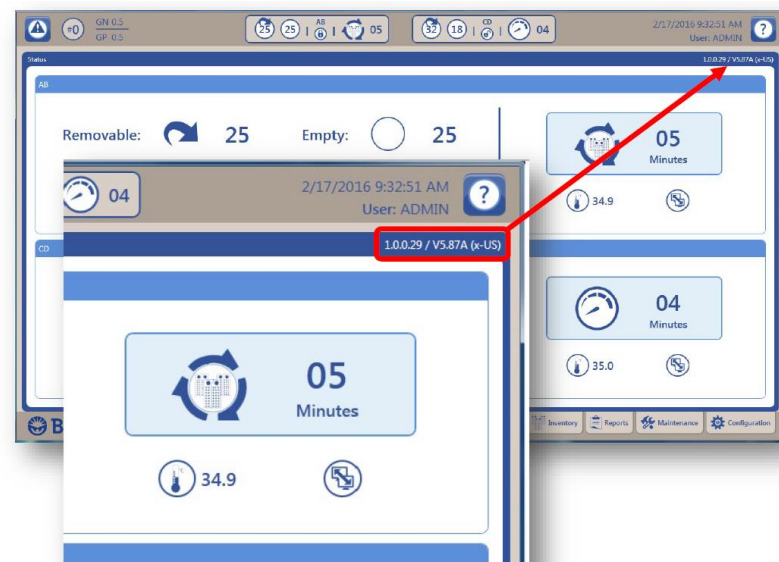 #0
GN 0.5
GP 0.5
25 25 AB 05
32 18 CD 04
2/17/2016 9:32:51 AM
User: ADMIN
?
Status
1.0.0.29 / V5.87A (x-US)
AB
Removable: 25 Empty: 25
05
Minutes
34.9
CD
04
Minutes
35.0
B
Inventory Reports Maintenance Configuration
04
2/17/2016 9:32:51 AM
User: ADMIN
?
1.0.0.29 / V5.87A (x-US)
05
Minutes
°C
34.9